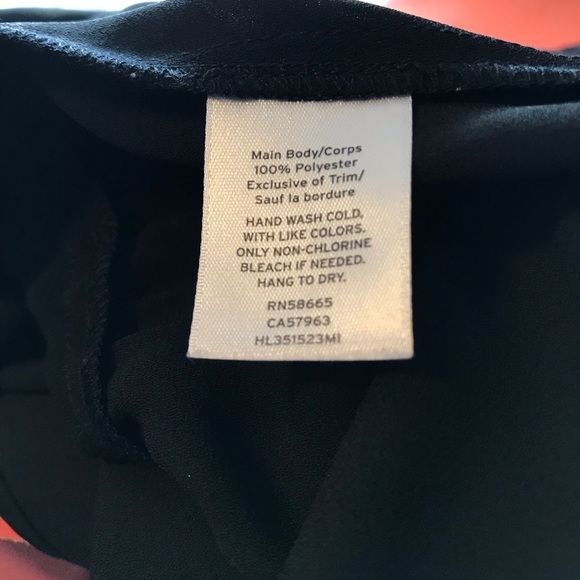 Main Body/Corps
100% Polyester
Exclusive of Trim/
Sauf la bordure
HAND WASH COLD,
WITH LIKE COLORS.
ONLY NON-CHLORINE
BLEACH IF NEEDED.
HANG TO DRY.
RN58665
CA57963
HL351523MI